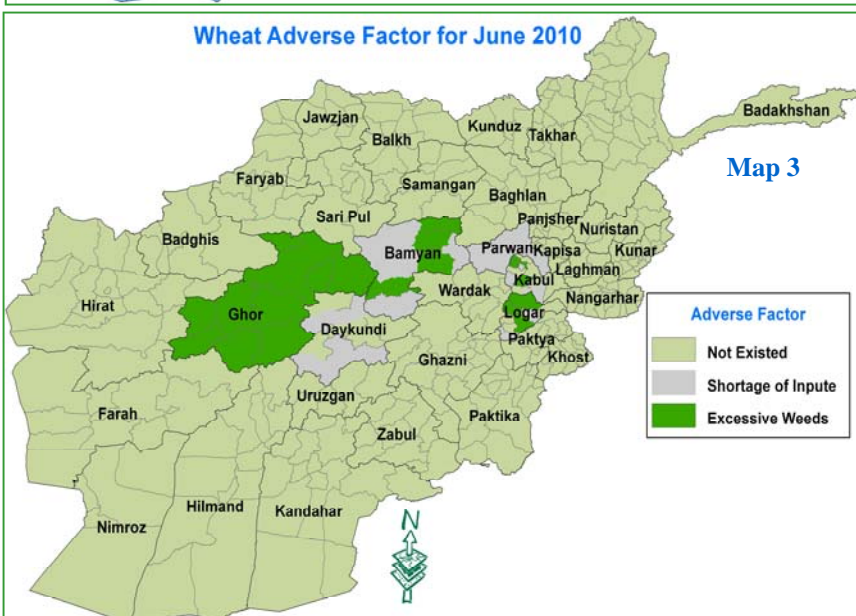 Wheat Adverse Factor for June 2010
Badakhshan
Jawzjan
Kunduz
Takhar
Balkh
Map 3
Faryab
Samangan
Baghlan
Sari Pul
Panjsher
Nuristan
Badghis
Bamyan
Parwan
Kapisa
Kunar
Laghman
Hirat
Kabul
Wardak
Nangarhar
Ghor
Logar
Adverse Factor
Daykundi
Paktya
Not Existed
Ghazni
Khost
Shortage of Inpute
Uruzgan
Farah
Paktika
Excessive Weeds
Zabul
Hilmand
Kandahar
Nimroz
N